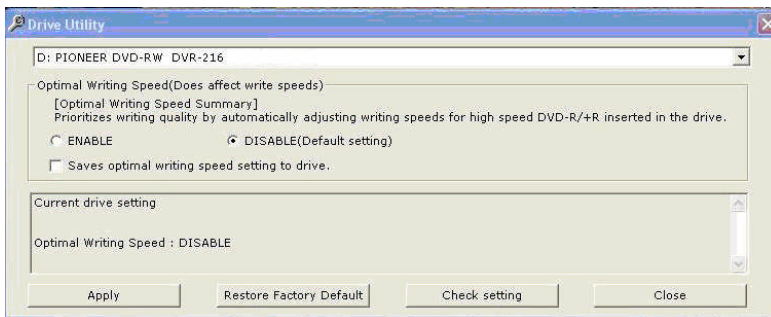 Drive Utility
D: PIONEER DVD-RW  DVR-216
Optimal Writing Speed(Does affect write speeds)
[Optimal Writing Speed Summary]
Prioritizes writing quality by automatically adjusting writing speeds for high speed DVD-R/+R inserted in the drive.
ENABLE DISABLE(Default setting)
Saves optimal writing speed setting to drive.
Current drive setting
Optimal Writing Speed : DISABLE
Apply Restore Factory Default Check setting Close